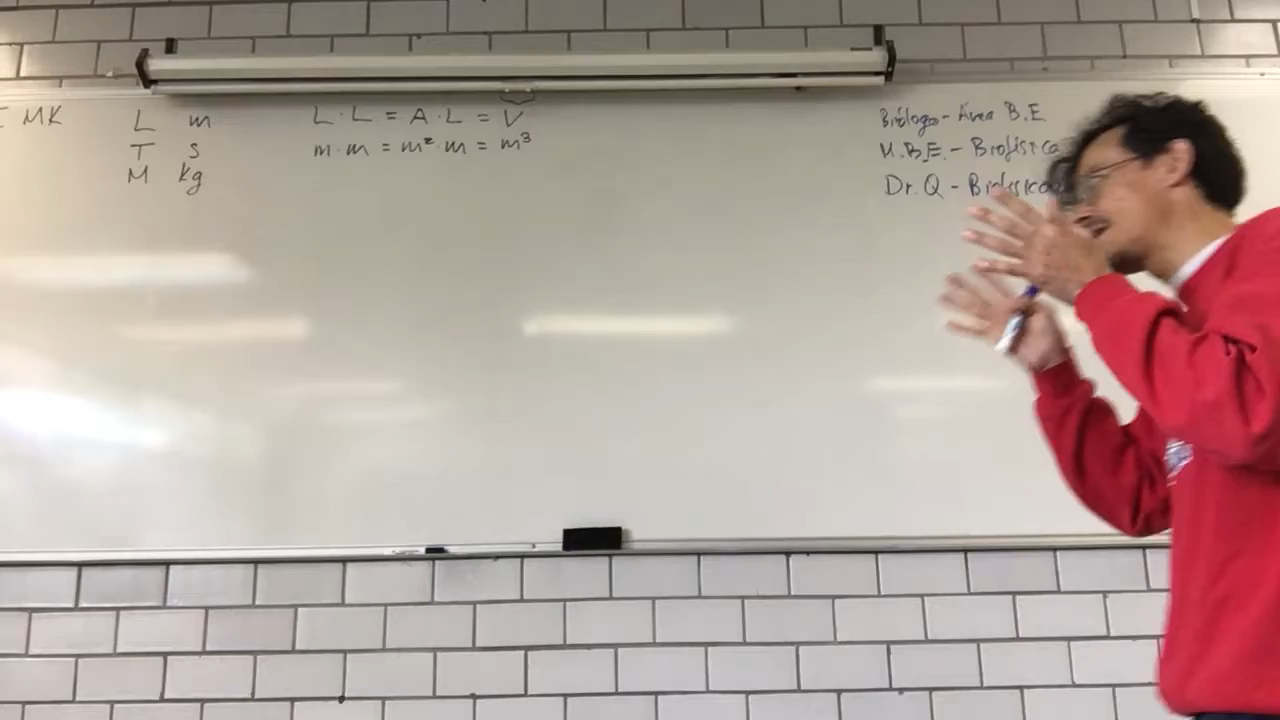 MK
L m
T s
M kg
L · L = A · L = V
m · m = m² · m = m³
Biólogo - Área B.E
M.B.E. - Biofísica
Dr. Q - Biofísica